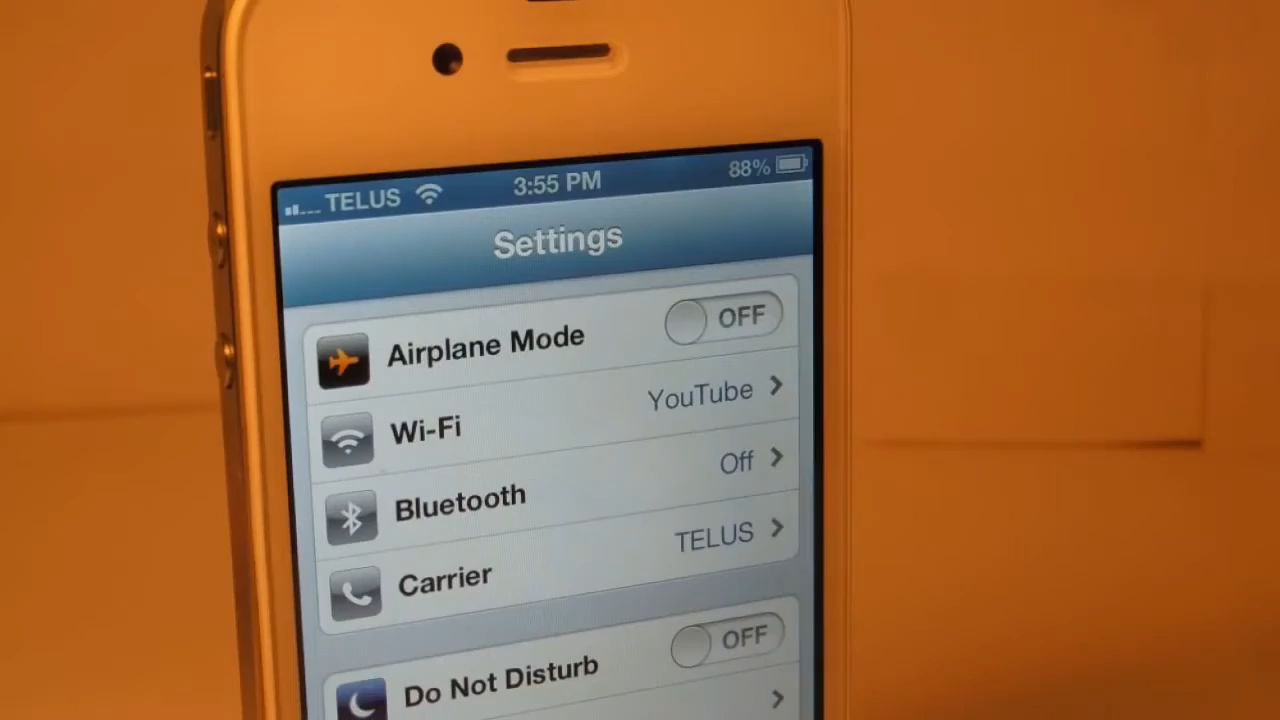 TELUS 3:55 PM 88%
Settings
Airplane Mode OFF
Wi-Fi YouTube
Bluetooth Off
Carrier TELUS
Do Not Disturb OFF